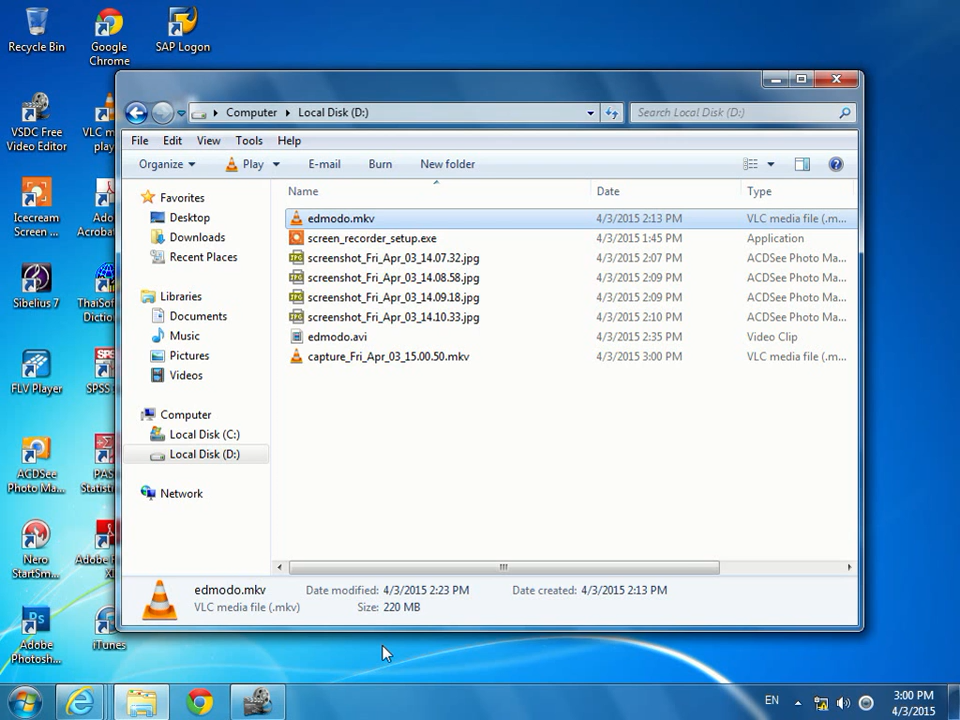 Recycle Bin
Google
Chrome
SAP Logon
VSDC Free
Video Editor
VLC m
play
Icecream
Screen ...
Ado
Acrobat
Sibelius 7
ThaiSof
Dictio
FLV Player
SPSS
ACDSee
Photo Ma...
PAS
Statisti
Nero
StartSm...
Adobe F
XI
Adobe
Photosh...
iTunes
Computer
Local Disk (D:)
Search Local Disk (D:)
File Edit View Tools Help
Organize Play E-mail Burn New folder
Favorites
Desktop
Downloads
Recent Places
Libraries
Documents
Music
Pictures
Videos
Computer
Local Disk (C:)
Local Disk (D:)
Network
Name Date Type
edmodo.mkv 4/3/2015 2:13 PM VLC media file (.m...
screen_recorder_setup.exe 4/3/2015 1:45 PM Application
screenshot_Fri_Apr_03_14.07.32.jpg 4/3/2015 2:07 PM ACDSee Photo Ma...
screenshot_Fri_Apr_03_14.08.58.jpg 4/3/2015 2:09 PM ACDSee Photo Ma...
screenshot_Fri_Apr_03_14.09.18.jpg 4/3/2015 2:09 PM ACDSee Photo Ma...
screenshot_Fri_Apr_03_14.10.33.jpg 4/3/2015 2:10 PM ACDSee Photo Ma...
edmodo.avi 4/3/2015 2:35 PM Video Clip
capture_Fri_Apr_03_15.00.50.mkv 4/3/2015 3:00 PM VLC media file (.m...
edmodo.mkv Date modified: 4/3/2015 2:23 PM Date created: 4/3/2015 2:13 PM
VLC media file (.mkv) Size: 220 MB
EN
3:00 PM
4/3/2015